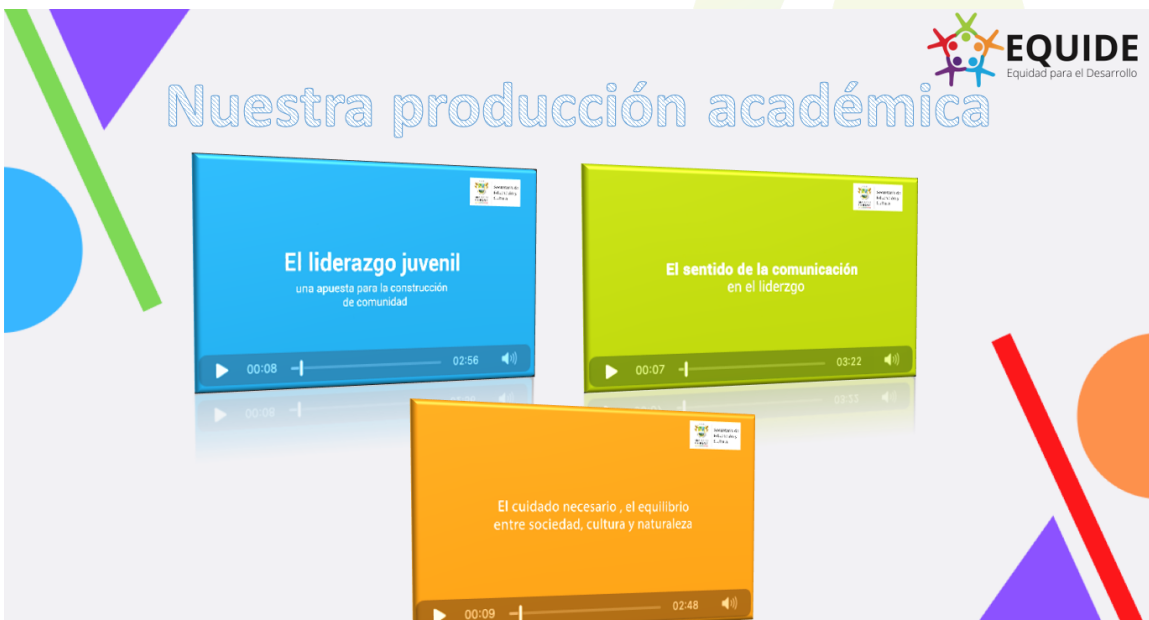 EQUIDE
Equidad para el Desarrollo
Nuestra producción académica
El liderazgo juvenil
una apuesta para la construcción
de comunidad
00:08
02:56
El sentido de la comunicación
en el liderzgo
00:07
03:22
El cuidado necesario , el equilibrio
entre sociedad, cultura y naturaleza
00:09
02:48